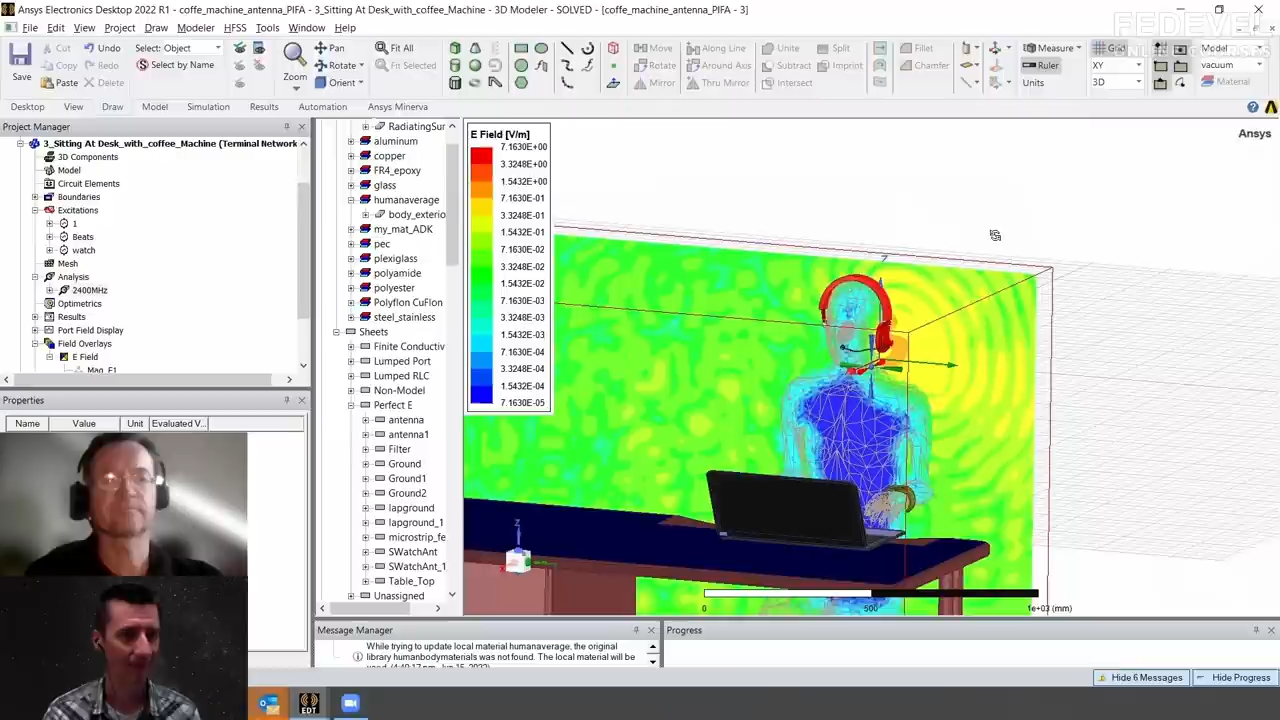 Ansys Electronics Desktop 2022 R1 - coffe_machine_antenna_PIFA - 3_Sitting At Desk_with_coffee_Machine - 3D Modeler - SOLVED - [coffe_machine_antenna_PIFA - 3]
FEDEVEL
File Edit View Project Draw Modeler HFSS Tools Window Help
Save
Cut Undo Select: Object
Copy Redo Select by Name
Paste Delete
Zoom
Pan Fit All
Rotate Fit Selected
Orient
Move Along Line Unite Split Fillet
Rotate Around Axis Subtract Imprint Chamfer
Mirror Thru Mirror Intersect
Measure Grid Model
Ruler XY vacuum
Units 3D Material
Desktop View Draw Model Simulation Results Automation Ansys Minerva
Project Manager
3_Sitting At Desk_with_coffee_Machine (Terminal Network
3D Components
Model
Circuit Elements
Boundaries
Excitations
1
Beats
watch
Mesh
Analysis
2400MHz
Optimetrics
Results
Port Field Display
Field Overlays
E Field
Mag_E1
Properties
Name Value Unit Evaluated V...
RadiatingSur
aluminum
copper
FR4_epoxy
glass
humanaverage
body_exterio
my_mat_ADK
pec
plexiglass
polyamide
polyester
Polyflon CuFlon
steel_stainless
Sheets
Finite Conductiv
Lumped Port
Lumped RLC
Non-Model
Perfect E
antenna
antenna1
Filter
Ground
Ground1
Ground2
lapground
lapground_1
microstrip_fe
SWatchAnt
SWatchAnt_1
Table_Top
Unassigned
E Field [V/m]
7.1630E+00
3.3248E+00
1.5432E+00
7.1630E-01
3.3248E-01
1.5432E-01
7.1630E-02
3.3248E-02
1.5432E-02
7.1630E-03
3.3248E-03
1.5432E-03
7.1630E-04
3.3248E-04
1.5432E-04
7.1630E-05
Ansys
Z
Z
0 500 1e+03 (mm)
Message Manager
While trying to update local material humanaverage, the original
library humanbodymaterials was not found. The local material will be
Progress
Hide 6 Messages Hide Progress
EDT